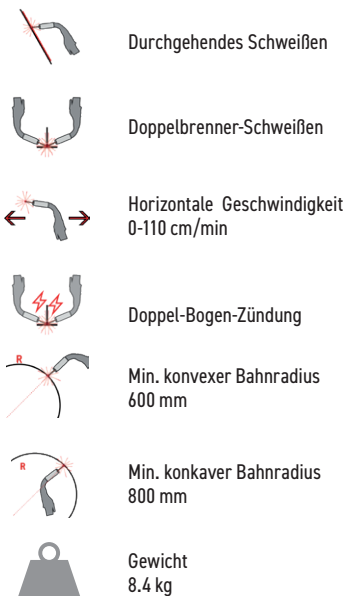 Durchgehendes Schweißen
Doppelbrenner-Schweißen
Horizontale Geschwindigkeit
0-110 cm/min
Doppel-Bogen-Zündung
R
Min. konvexer Bahnradius
600 mm
R
Min. konkaver Bahnradius
800 mm
Gewicht
8.4 kg